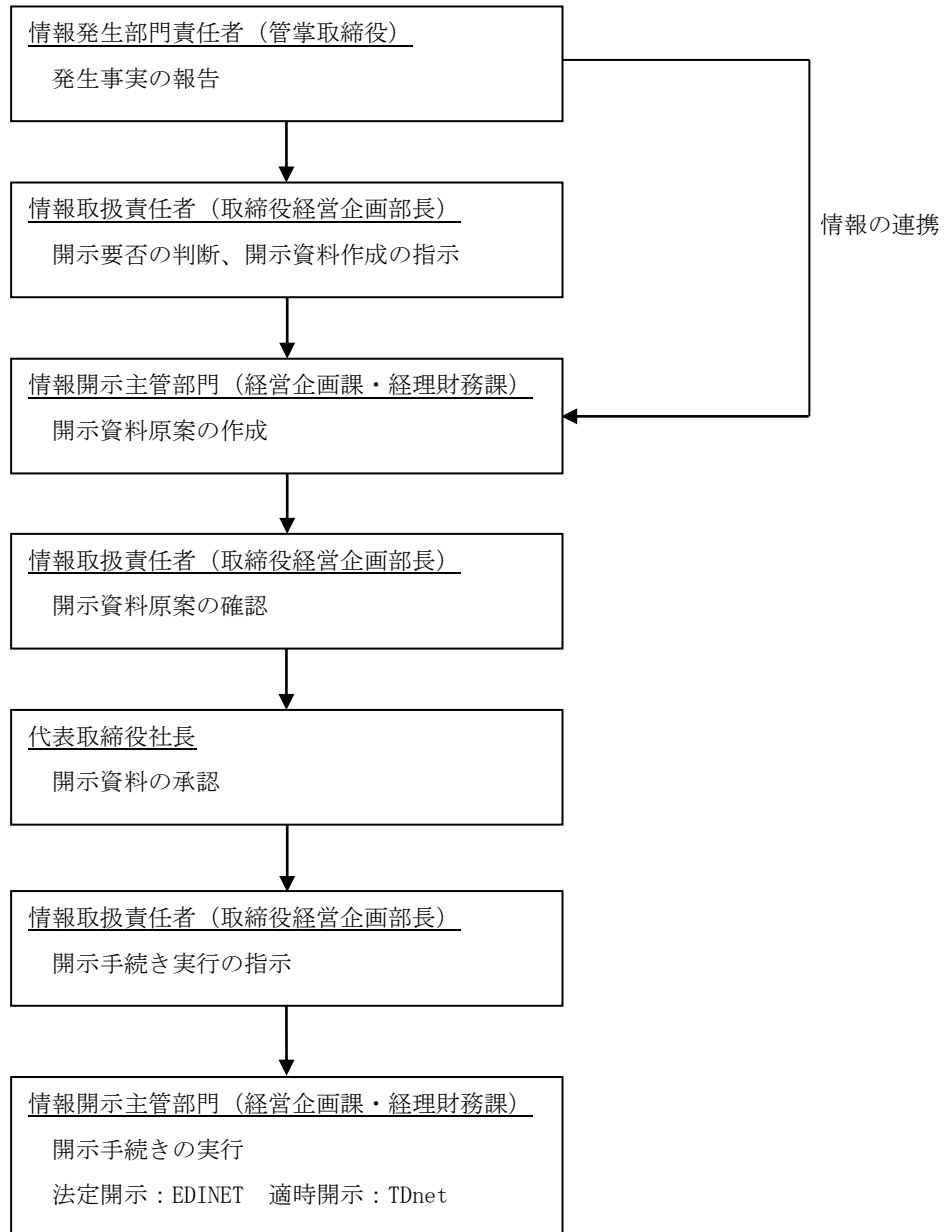 情報発生部門責任者（管掌取締役）
発生事実の報告
情報取扱責任者（取締役経営企画部長）
開示要否の判断、開示資料作成の指示
情報の連携
情報開示主管部門（経営企画課・経理財務課）
開示資料原案の作成
情報取扱責任者（取締役経営企画部長）
開示資料原案の確認
代表取締役社長
開示資料の承認
情報取扱責任者（取締役経営企画部長）
開示手続き実行の指示
情報開示主管部門（経営企画課・経理財務課）
開示手続きの実行
法定開示：EDINET　適時開示：TDnet